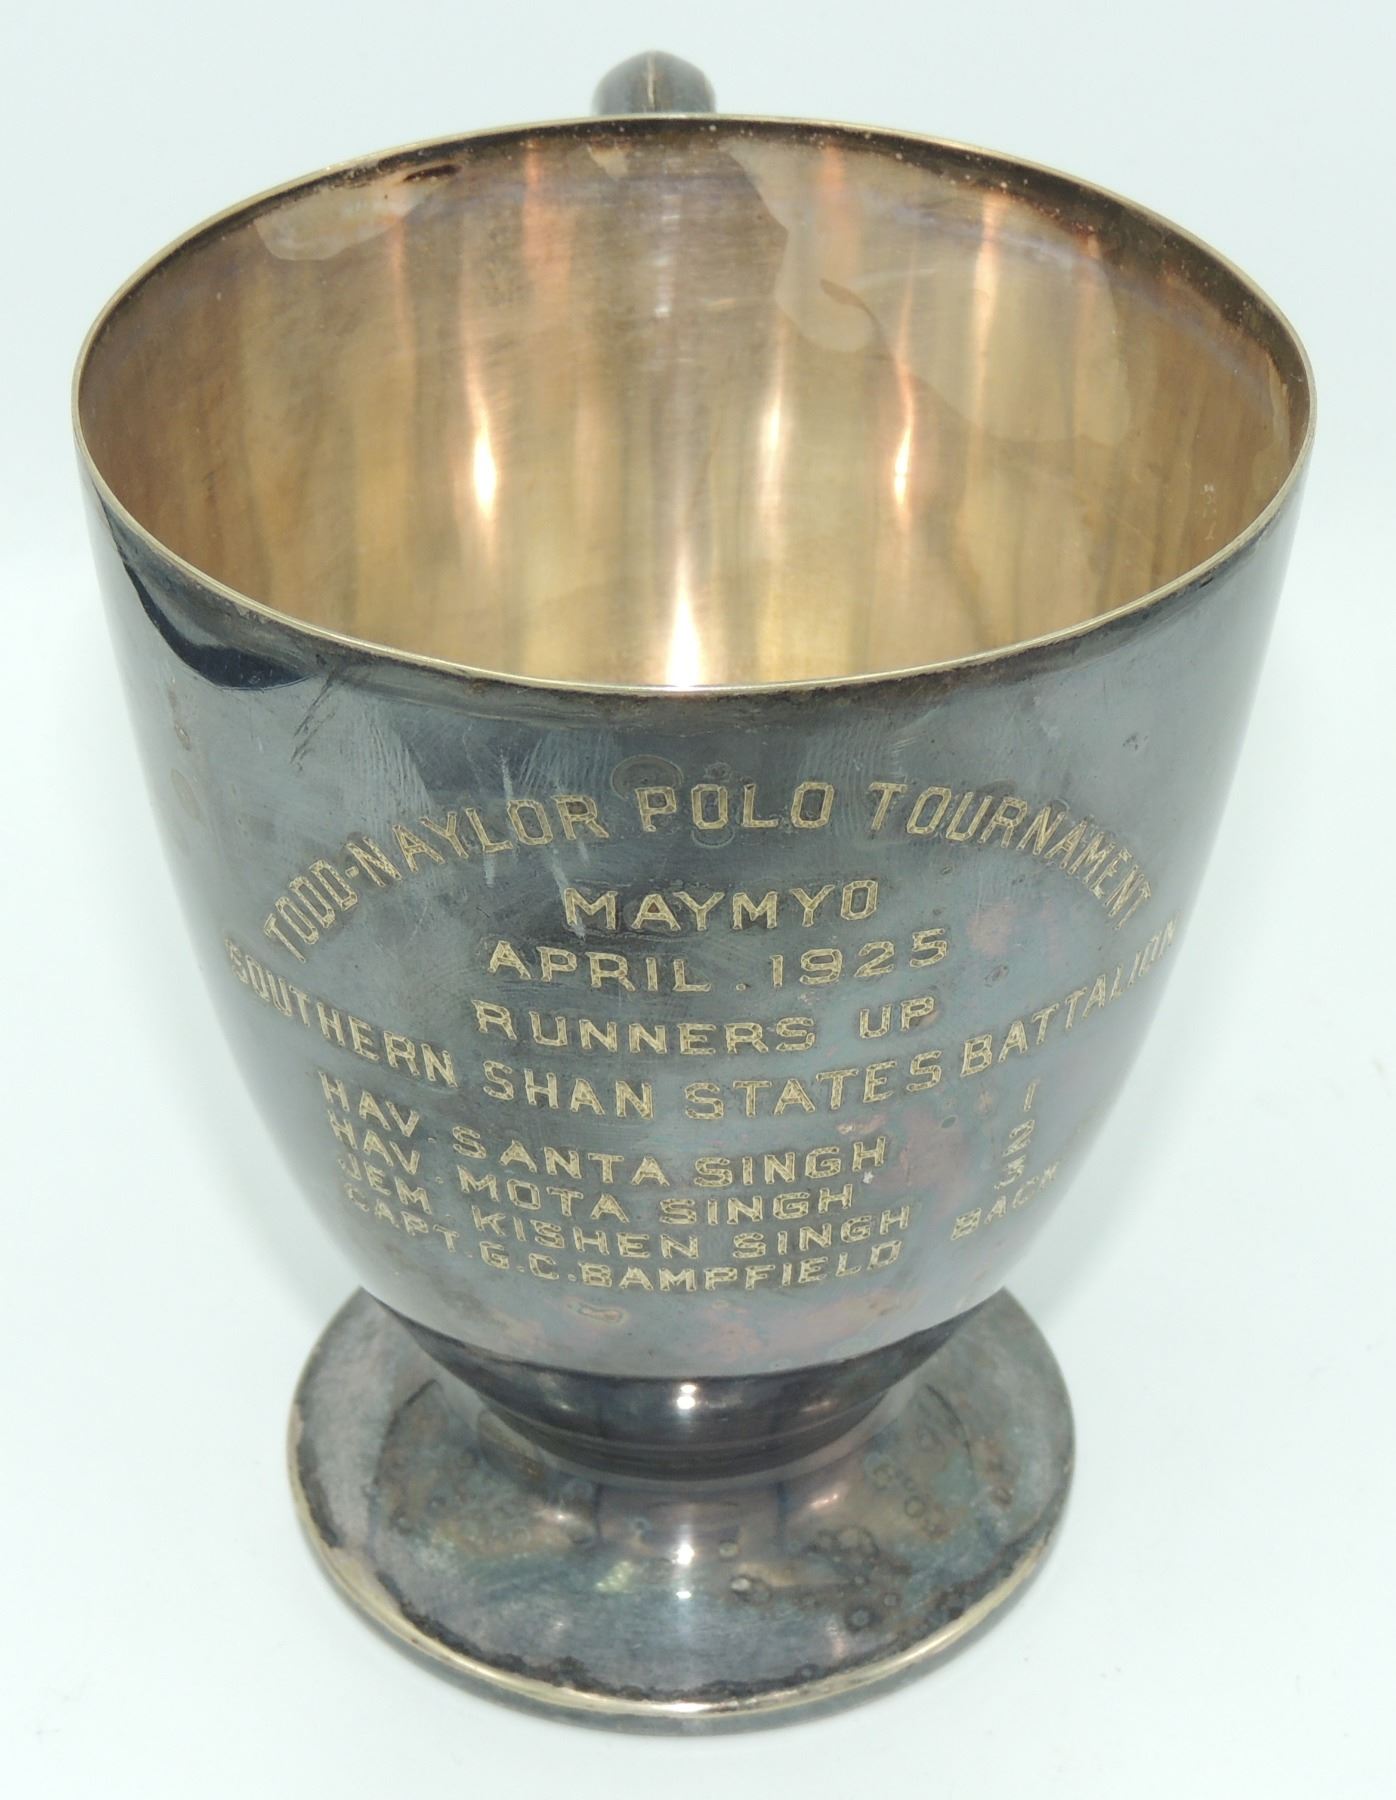 TODD-NAYLOR POLO TOURNAMENT
MAYMYO
APRIL. 1925
RUNNERS UP
SOUTHERN SHAN STATES BATTALION
HAV. SANTA SINGH 1
HAV. MOTA SINGH 2
JEM. KISHEN SINGH 3
CAPT. G.C. BAMPFIELD BACK